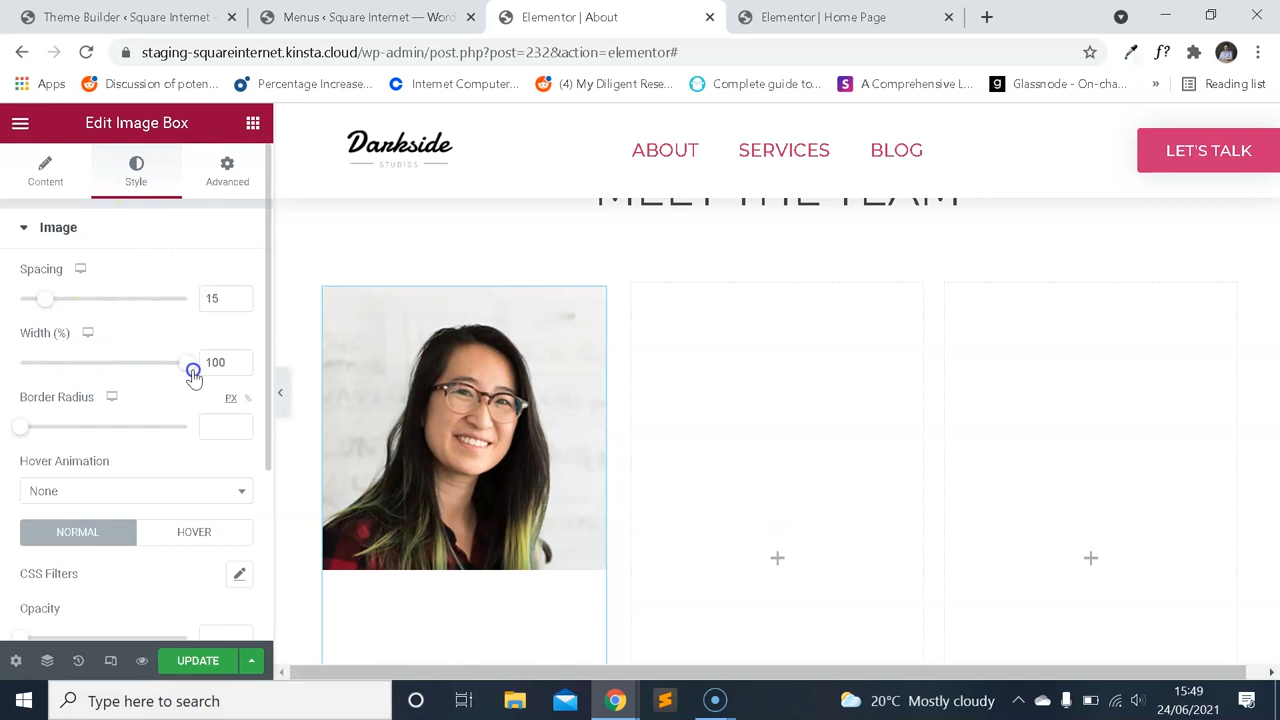 Theme Builder ‹ Square Internet –
Menus ‹ Square Internet — Word
Elementor | About
Elementor | Home Page
staging-squareinternet.kinsta.cloud/wp-admin/post.php?post=232&action=elementor#
f?
Apps
Discussion of poten...
Percentage Increase...
Internet Computer...
(4) My Diligent Rese...
Complete guide to...
A Comprehensive L...
Glassnode - On-cha...
»
Reading list
Edit Image Box
Content
Style
Advanced
Darkside
STUDIOS
ABOUT
SERVICES
BLOG
LET'S TALK
MEET THE TEAM
Image
Spacing
15
Width (%)
100
Border Radius
PX
%
Hover Animation
None
NORMAL
HOVER
CSS Filters
Opacity
UPDATE
Type here to search
20°C Mostly cloudy
15:49
24/06/2021